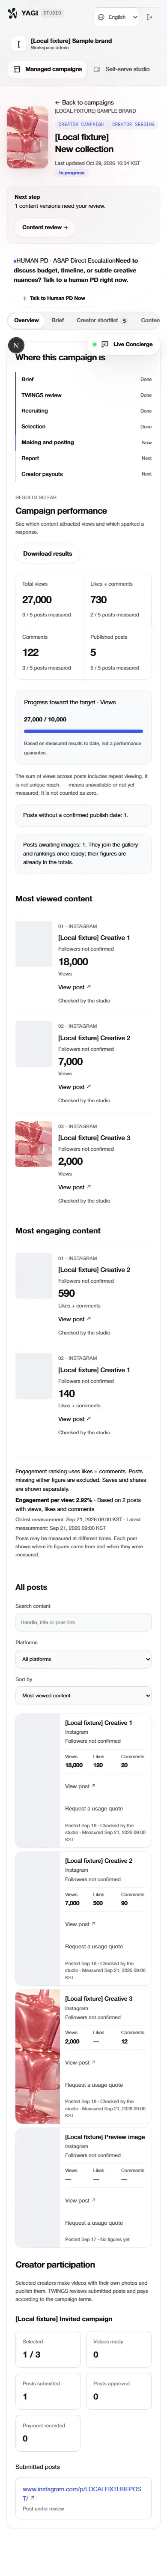 YAGI STUDIO
English
[
[Local fixture] Sample brand
Workspace admin
Managed campaigns
Self-serve studio
← Back to campaigns
[LOCAL FIXTURE] SAMPLE BRAND
CREATOR CAMPAIGN · CREATOR SEEDING
[Local fixture]
New collection
Last updated Oct 29, 2026 16:34 KST
In progress
Next step
1 content versions need your review.
Content review →
HUMAN PD · ASAP Direct Escalation Need to
discuss budget, timeline, or subtle creative
nuances? Talk to a human PD right now.
Talk to Human PD Now
Overview
Brief
Creator shortlist 5
Conten
N
Live Concierge
Where this campaign is
Brief
Done
TWINGS review
Done
Recruiting
Done
Selection
Done
Making and posting
Now
Report
Next
Creator payouts
Next
RESULTS SO FAR
Campaign performance
See which content attracted views and which sparked a
response.
Download results
Total views
27,000
3 / 5 posts measured
Likes + comments
730
2 / 5 posts measured
Comments
122
3 / 5 posts measured
Published posts
5
5 / 5 posts measured
Progress toward the target · Views
27,000 / 10,000
Based on measured results to date, not a performance
guarantee.
The sum of views across posts includes repeat viewing. It
is not unique reach. — means unavailable or not yet
measured. It is not counted as zero.
Posts without a confirmed publish date: 1.
Posts awaiting images: 1. They join the gallery
and rankings once ready; their figures are
already in the totals.
Most viewed content
01 · INSTAGRAM
[Local fixture] Creative 1
Followers not confirmed
18,000
Views
View post ↗
Checked by the studio
02 · INSTAGRAM
[Local fixture] Creative 2
Followers not confirmed
7,000
Views
View post ↗
Checked by the studio
03 · INSTAGRAM
[Local fixture] Creative 3
Followers not confirmed
2,000
Views
View post ↗
Checked by the studio
Most engaging content
01 · INSTAGRAM
[Local fixture] Creative 2
Followers not confirmed
590
Likes + comments
View post ↗
Checked by the studio
02 · INSTAGRAM
[Local fixture] Creative 1
Followers not confirmed
140
Likes + comments
View post ↗
Checked by the studio
Engagement ranking uses likes + comments. Posts
missing either figure are excluded. Saves and shares
are shown separately.
Engagement per view: 2.92% · Based on 2 posts
with views, likes and comments
Oldest measurement: Sep 21, 2026 09:00 KST · Latest
measurement: Sep 21, 2026 09:00 KST
Posts may be measured at different times. Each post
shows where its figures came from and when they were
measured.
All posts
Search content
Handle, title or post link
Platforms
All platforms
Sort by
Most viewed content
[Local fixture] Creative 1
Instagram
Followers not confirmed
Views Likes Comments
18,000 120 20
View post ↗
Request a usage quote
Posted Sep 19 · Checked by the
studio · Measured Sep 21, 2026 09:00
KST
[Local fixture] Creative 2
Instagram
Followers not confirmed
Views Likes Comments
7,000 500 90
View post ↗
Request a usage quote
Posted Sep 18 · Checked by the
studio · Measured Sep 21, 2026 09:00
KST
[Local fixture] Creative 3
Instagram
Followers not confirmed
Views Likes Comments
2,000 — 12
View post ↗
Request a usage quote
Posted Sep 18 · Checked by the
studio · Measured Sep 21, 2026 09:00
KST
[Local fixture] Preview image
Instagram
Followers not confirmed
Views Likes Comments
— — —
View post ↗
Request a usage quote
Posted Sep 17 · No figures yet
Creator participation
Selected creators make videos with their own photos and
publish them. TWINGS reviews submitted posts and pays
according to the campaign terms.
[Local fixture] Invited campaign
Selected
1 / 3
Videos ready
0
Posts submitted
1
Posts approved
0
Payment recorded
0
Submitted posts
www.instagram.com/p/LOCALFIXTUREPOS
T/ ↗
Post under review